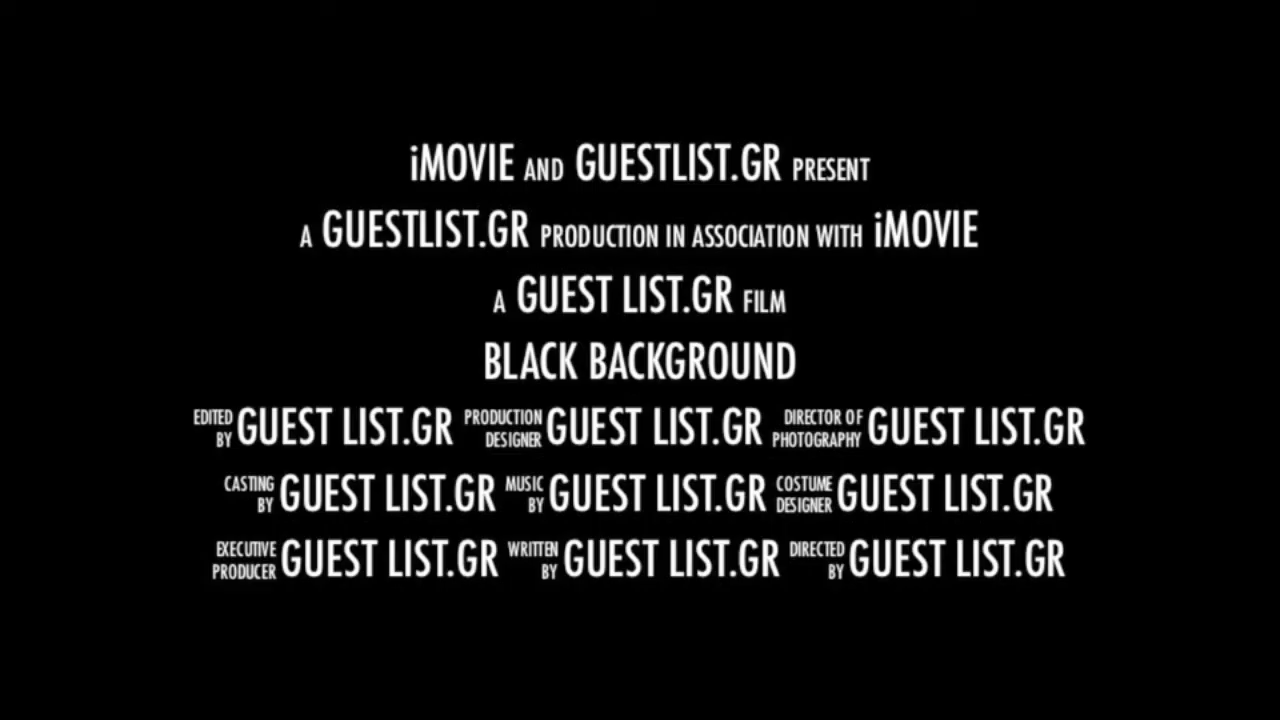 iMOVIE AND GUESTLIST.GR PRESENT
A GUESTLIST.GR PRODUCTION IN ASSOCIATION WITH iMOVIE
A GUEST LIST.GR FILM
BLACK BACKGROUND
EDITED BY GUEST LIST.GR PRODUCTION DESIGNER GUEST LIST.GR DIRECTOR OF PHOTOGRAPHY GUEST LIST.GR
CASTING BY GUEST LIST.GR MUSIC BY GUEST LIST.GR COSTUME DESIGNER GUEST LIST.GR
EXECUTIVE PRODUCER GUEST LIST.GR WRITTEN BY GUEST LIST.GR DIRECTED BY GUEST LIST.GR